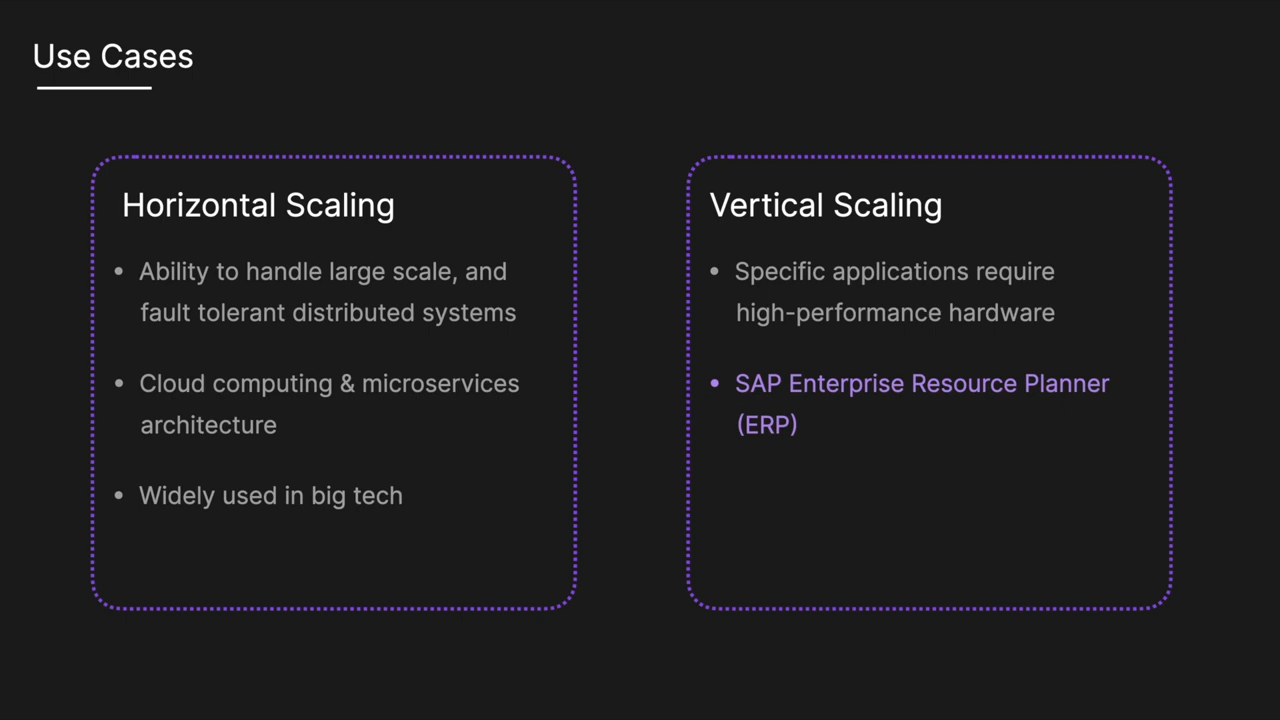 Use Cases
Horizontal Scaling
• Ability to handle large scale, and
fault tolerant distributed systems
• Cloud computing & microservices
architecture
• Widely used in big tech
Vertical Scaling
• Specific applications require
high-performance hardware
• SAP Enterprise Resource Planner
(ERP)